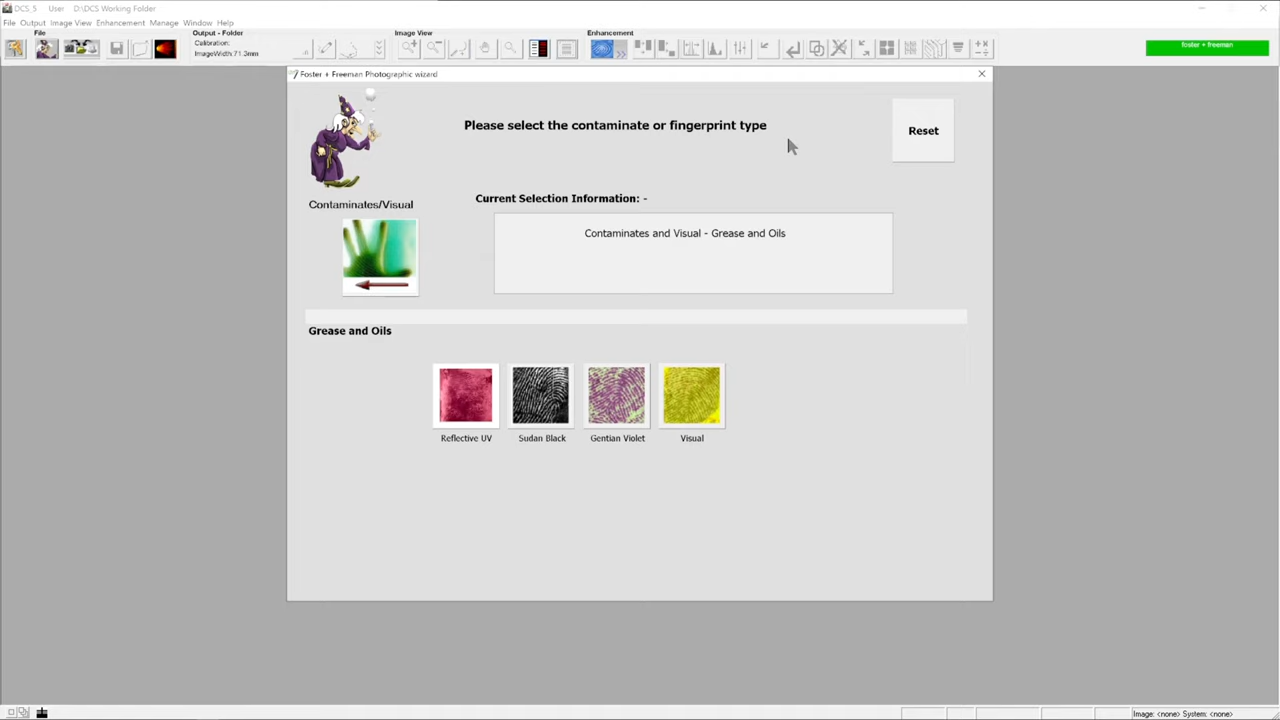 DCS_5 User D:\DCS Working Folder
File Output Image View Enhancement Manage Window Help
File Output - Folder Image View Enhancement
Calibration:
ImageWidth 71.3mm
foster + freeman
Foster + Freeman Photographic wizard
Please select the contaminate or fingerprint type
Reset
Contaminates/Visual
Current Selection Information: -
Contaminates and Visual - Grease and Oils
Grease and Oils
Reflective UV Sudan Black Gentian Violet Visual
Image: <none> System: <none>